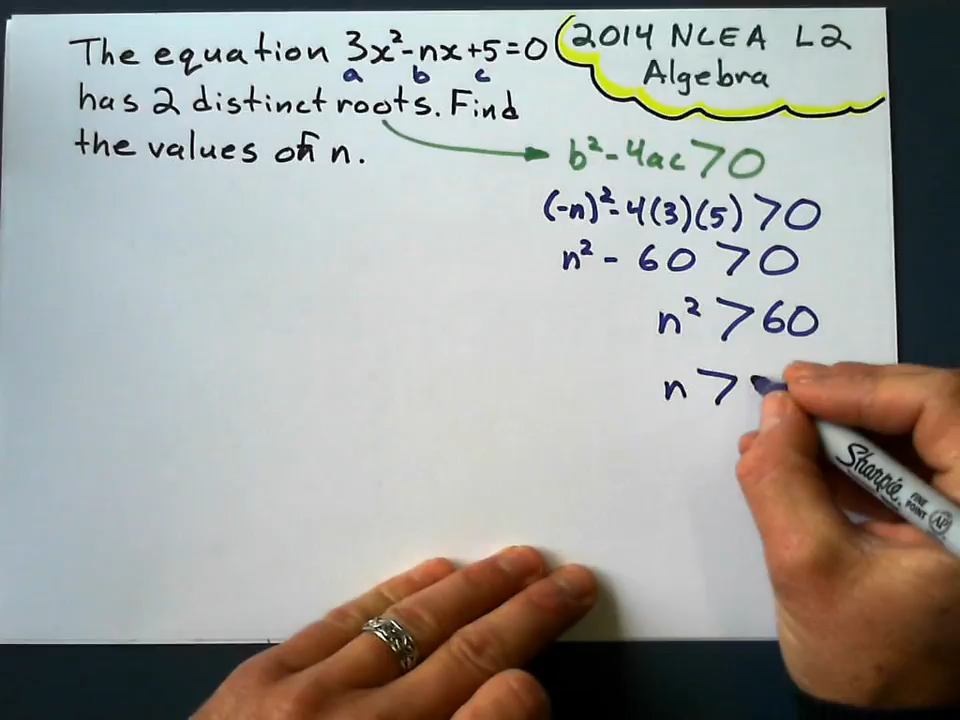 The equation 3x²-nx+5=0
a b c
has 2 distinct roots. Find
the values of n.
2014 NCEA L2
Algebra
b²-4ac>0
(-n)²-4(3)(5)>0
n²-60>0
n²>60
n>
Sharpie
FINE POINT
AP